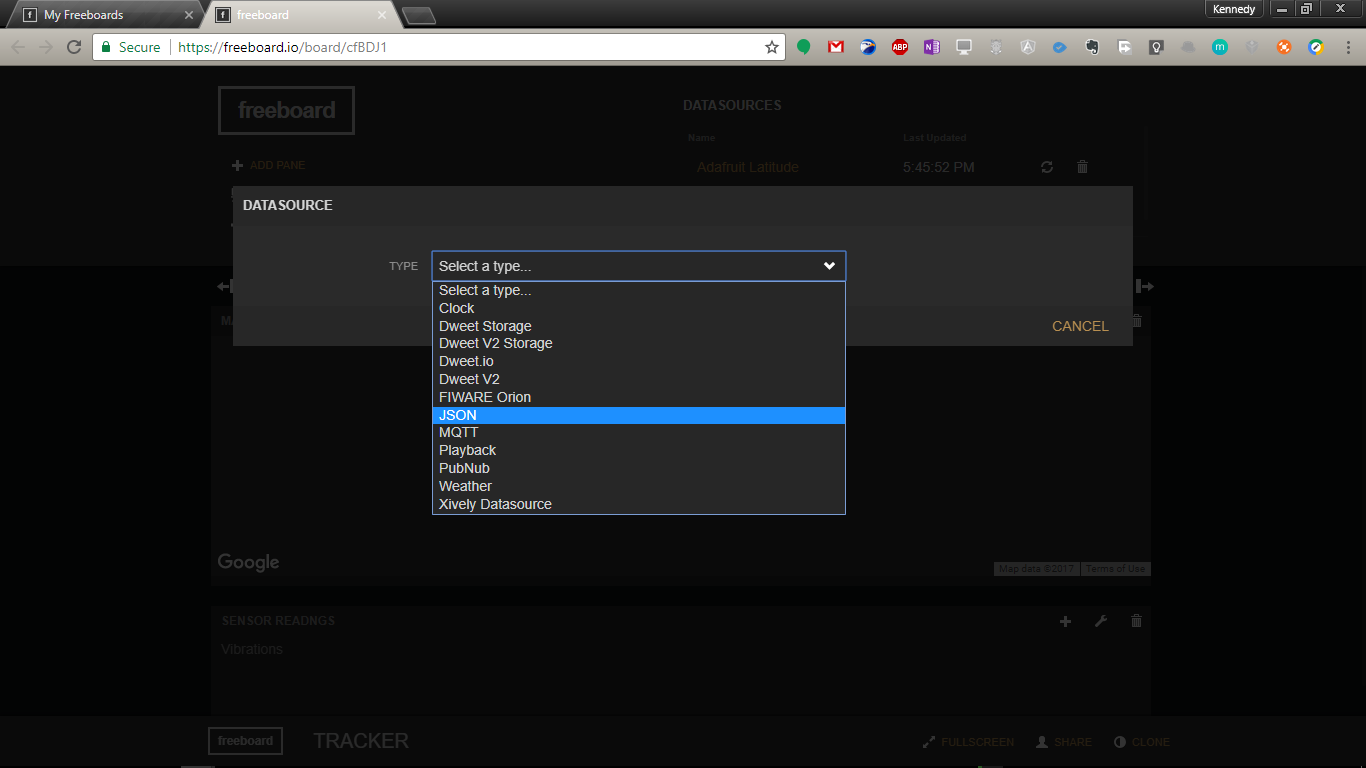 My Freeboards
freeboard
Kennedy
Secure
https://freeboard.io/board/cfBDJ1
ABP
freeboard
DATASOURCES
Name Last Updated
ADD PANE
Adafruit Latitude 5:45:52 PM
DATASOURCE
TYPE Select a type...
Select a type...
Clock
Dweet Storage
Dweet V2 Storage
Dweet.io
Dweet V2
FIWARE Orion
JSON
MQTT
Playback
PubNub
Weather
Xively Datasource
CANCEL
Google
Map data ©2017 Terms of Use
SENSOR READNGS
Vibrations
freeboard TRACKER FULLSCREEN SHARE CLONE